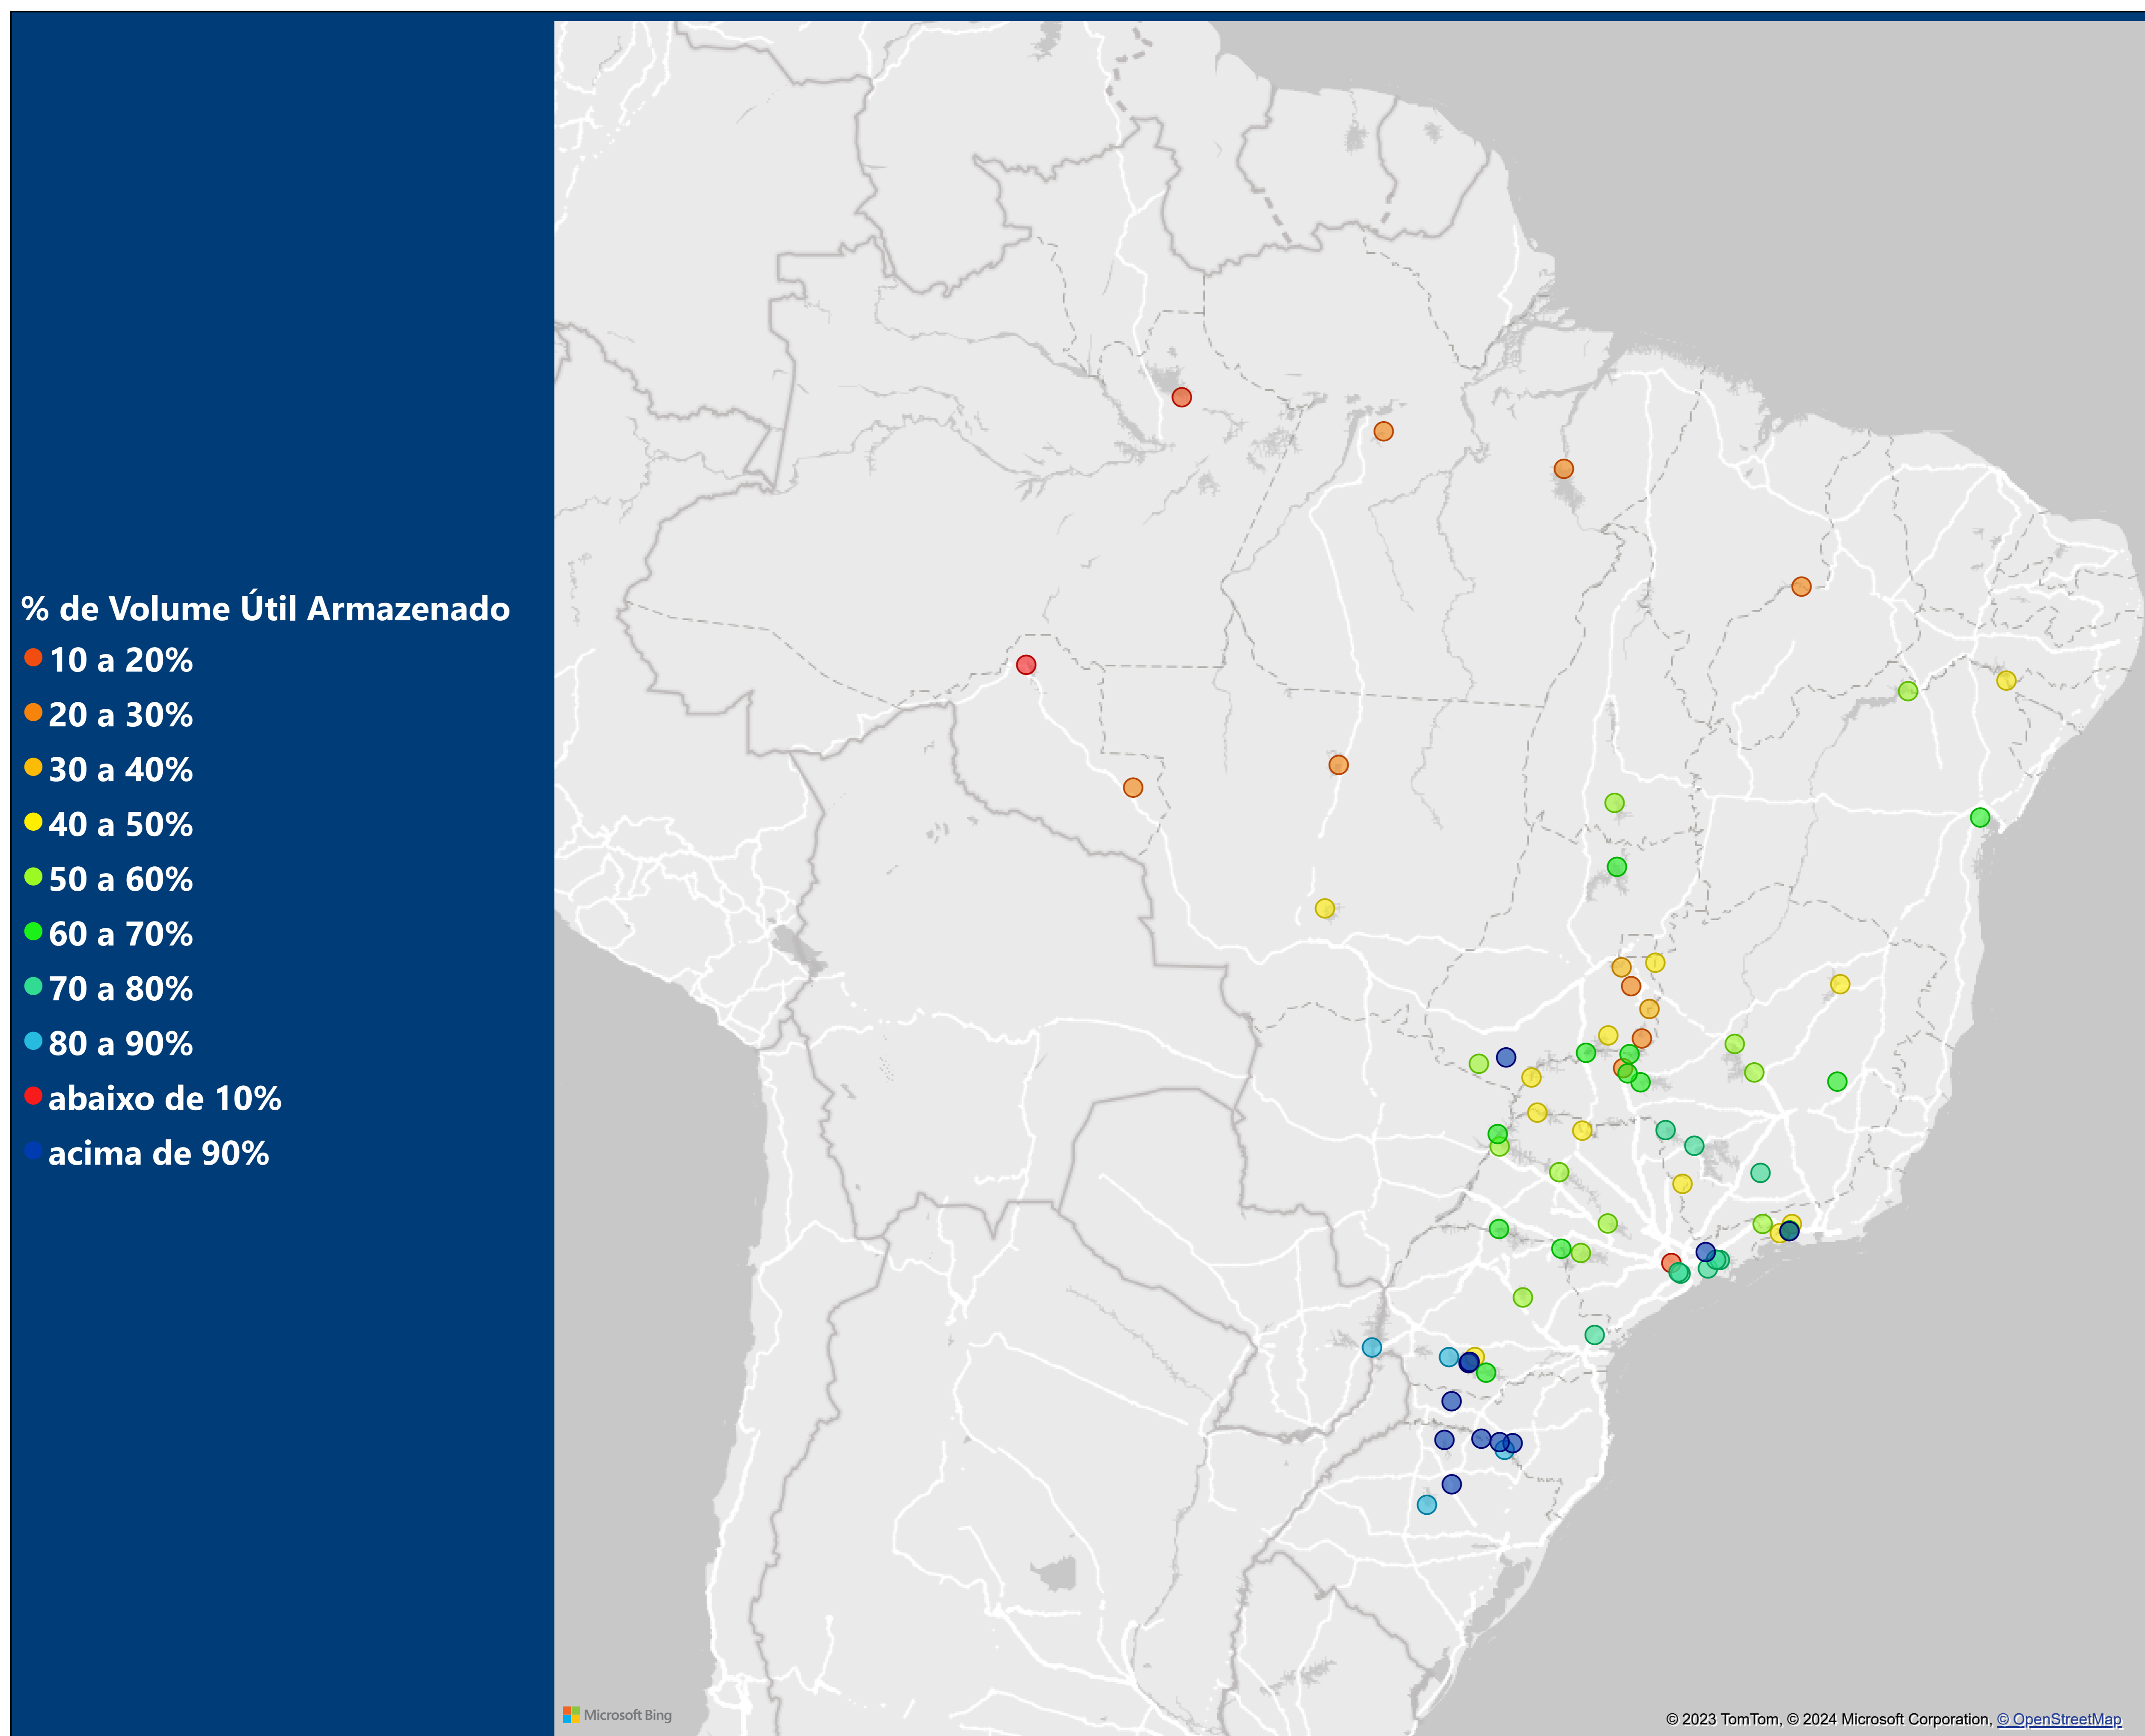 % de Volume Útil Armazenado
10 a 20%
20 a 30%
30 a 40%
40 a 50%
50 a 60%
60 a 70%
70 a 80%
80 a 90%
abaixo de 10%
acima de 90%
Microsoft Bing
© 2023 TomTom, © 2024 Microsoft Corporation, © OpenStreetMap